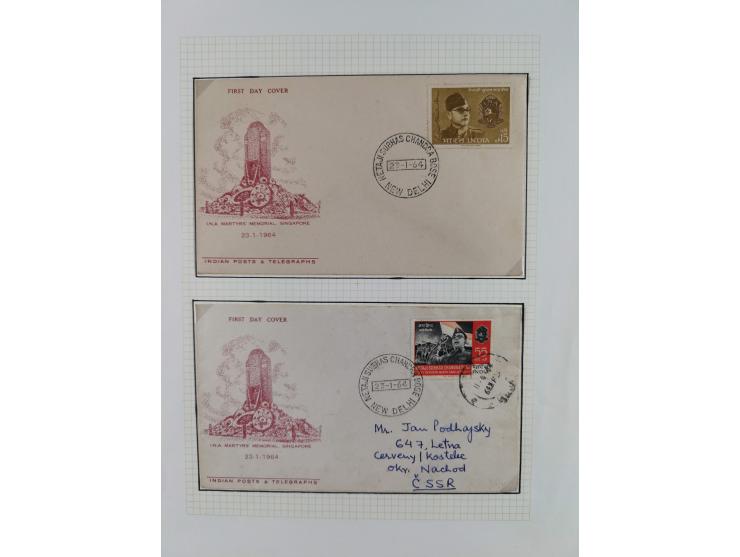 FIRST DAY COVER
भारत INDIA
15
NETAJI SUBHAS CHANDRA BOSE
23-1-64
NEW DELHI
I.N.A. MARTYRS' MEMORIAL, SINGAPORE
23-1-1964
INDIAN POSTS & TELEGRAPHS
FIRST DAY COVER
55
NETAJI SUBHAS CHANDRA BOSE
23-1-64
NEW DELHI
I.N.A. MARTYRS' MEMORIAL, SINGAPORE
23-1-1964
INDIAN POSTS & TELEGRAPHS
Mr. Jan Podhajsky
647, Letna
Cerveny/Kostelec
okr. Nachod
ČSSR